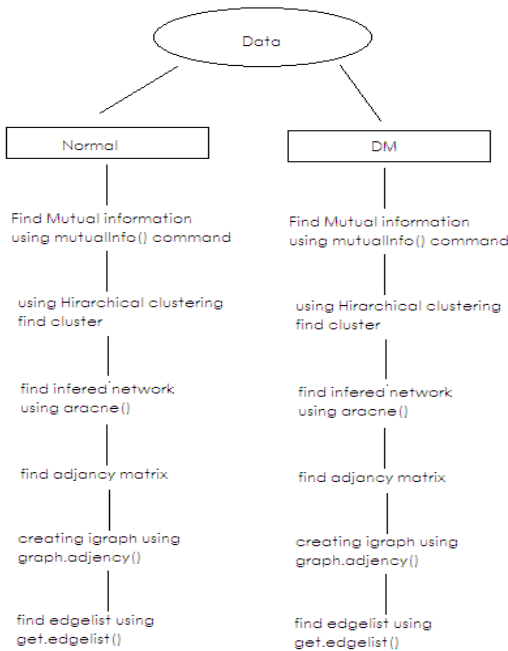 Data
Normal
Find Mutual information
using mutualInfo() command
using Hirarchical clustering
find cluster
find infered network
using aracne()
find adjancy matrix
creating igraph using
graph.adjency()
find edgelist using
get.edgelist()
DM
Find Mutual information
using mutualInfo() command
using Hirarchical clustering
find cluster
find infered network
using aracne()
find adjancy matrix
creating igraph using
graph.adjency()
find edgelist using
get.edgelist()